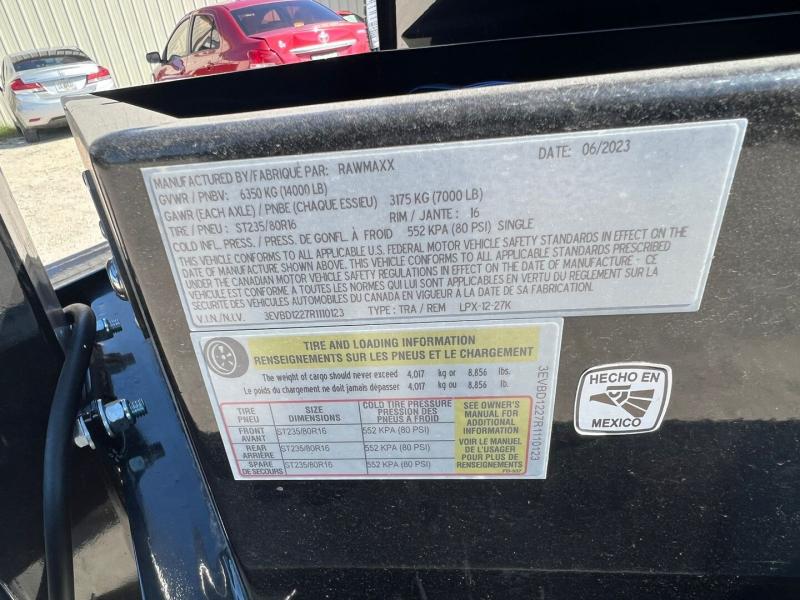 MANUFACTURED BY/FABRIQUÉ PAR: RAWMAXX DATE: 06/2023
GVWR / PNBV: 6350 KG (14000 LB)
GAWR (EACH AXLE) / PNBE (CHAQUE ESSIEU) 3175 KG (7000 LB)
TIRE / PNEU: ST235/80R16 RIM / JANTE: 16
COLD INFL. PRESS. / PRESS. DE GONFL. À FROID 552 KPA (80 PSI) SINGLE
THIS VEHICLE CONFORMS TO ALL APPLICABLE U.S. FEDERAL MOTOR VEHICLE SAFETY STANDARDS IN EFFECT ON THE
DATE OF MANUFACTURE SHOWN ABOVE. THIS VEHICLE CONFORMS TO ALL APPLICABLE STANDARDS PRESCRIBED
UNDER THE CANADIAN MOTOR VEHICLE SAFETY REGULATIONS IN EFFECT ON THE DATE OF MANUFACTURE - CE
VÉHICULE EST CONFORME À TOUTES LES NORMES QUI LUI SONT APPLICABLES EN VERTU DU RÉGLEMENT SUR LA
SÉCURITÉ DES VÉHICULES AUTOMOBILES DU CANADA EN VIGUEUR À LA DATE DE SA FABRICATION.
V.I.N./N.I.V. 3EVBD1227R1110123 TYPE: TRA / REM LPX-12-27K
TIRE AND LOADING INFORMATION
RENSEIGNEMENTS SUR LES PNEUS ET LE CHARGEMENT
The weight of cargo should never exceed 4,017 kg or 8,856 lbs.
Le poids du chargement ne doit jamais dépasser 4,017 kg ou 8,856 lb.
TIRE
PNEU
SIZE
DIMENSIONS
COLD TIRE PRESSURE
PRESSION DES
PNEUS A FROID
FRONT
AVANT
ST235/80R16
552 KPA (80 PSI)
REAR
ARRIÈRE
ST235/80R16
552 KPA (80 PSI)
SPARE
DE SECOURS
ST235/80R16
552 KPA (80 PSI)
SEE OWNER'S
MANUAL FOR
ADDITIONAL
INFORMATION
VOIR LE MANUEL
DE L'USAGER
POUR PLUS DE
RENSEIGNEMENTS
3EVBD1227R1110123
HECHO EN
MEXICO